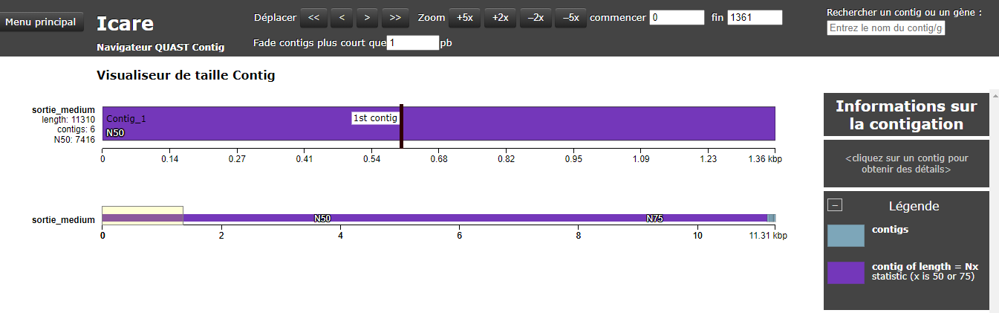 Menu principal
Icare
Navigateur QUAST Contig
Déplacer << < > >> Zoom +5x +2x –2x –5x commencer 0 fin 1361
Fade contigs plus court que 1 pb
Rechercher un contig ou un gène :
Entrez le nom du contig/g
Visualiseur de taille Contig
sortie_medium
length: 11310
contigs: 6
N50: 7416
Contig_1
N50
1st contig
0 0.14 0.27 0.41 0.54 0.68 0.82 0.95 1.09 1.23 1.36 kbp
sortie_medium
N50 N75
0 2 4 6 8 10 11.31 kbp
Informations sur
la contigation
<cliquez sur un contig pour
obtenir des détails>
– Légende
contigs
contig of length = Nx
statistic (x is 50 or 75)